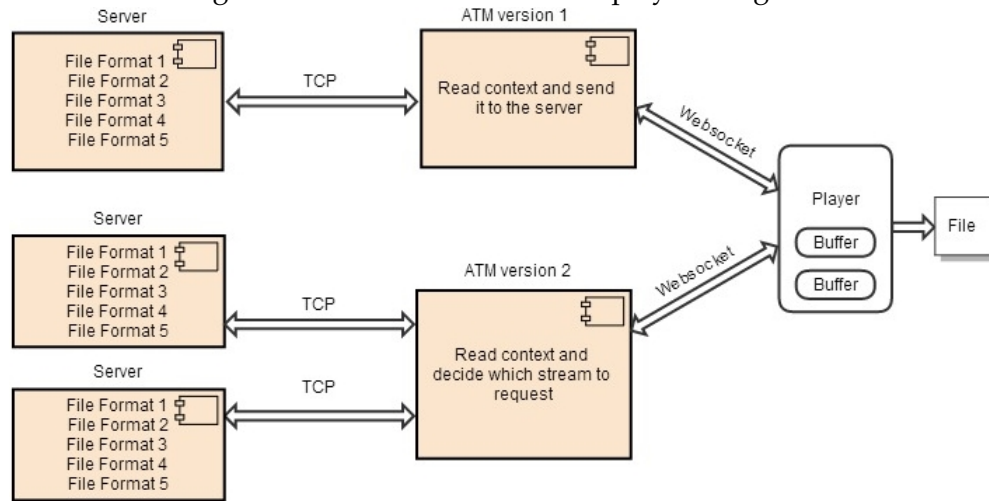 Server
File Format 1
File Format 2
File Format 3
File Format 4
File Format 5
TCP
ATM version 1
Read context and send
it to the server
Websocket
Server
File Format 1
File Format 2
File Format 3
File Format 4
File Format 5
TCP
Server
File Format 1
File Format 2
File Format 3
File Format 4
File Format 5
TCP
ATM version 2
Read context and
decide which stream to
request
Websocket
Player
Buffer
Buffer
File